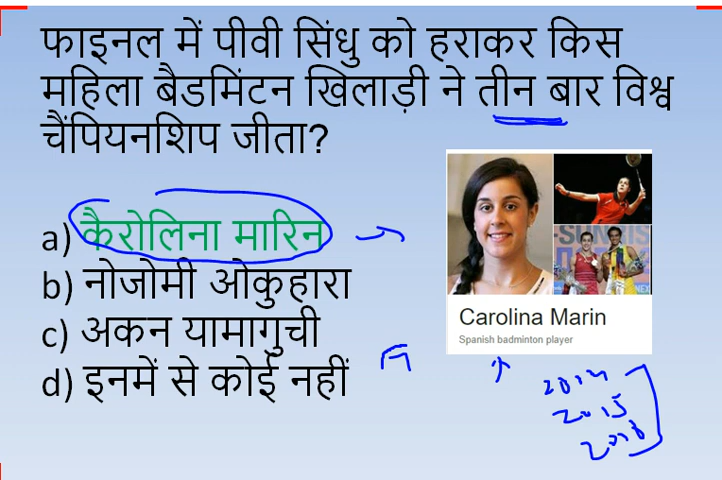 फाइनल में पीवी सिंधु को हराकर किस
महिला बैडमिंटन खिलाड़ी ने तीन बार विश्व
चैंपियनशिप जीता?
a) कैरोलिना मारिन
b) नोजोमी ओकुहारा
c) अकन यामागुची
d) इनमें से कोई नहीं
Carolina Marin
Spanish badminton player
2014
2015
2018